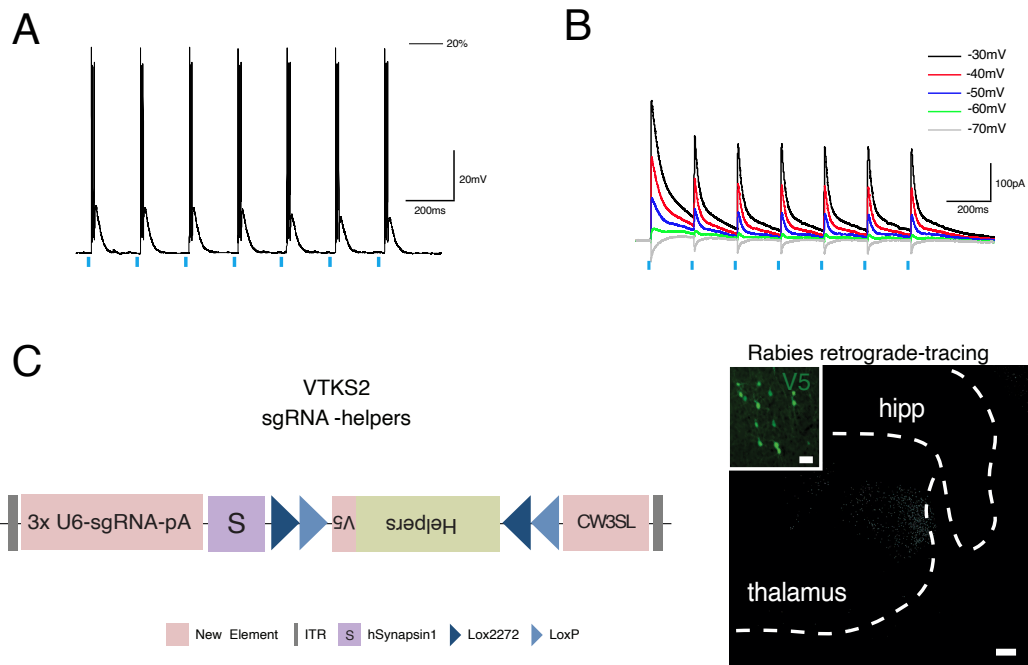 A
20%
20mV
200ms
B
-30mV
-40mV
-50mV
-60mV
-70mV
100pA
200ms
C
VTKS2
sgRNA -helpers
3x U6-sgRNA-pA
S
V5
Helpers
CW3SL
New Element
ITR
S
hSynapsin1
Lox2272
LoxP
Rabies retrograde-tracing
V5
hipp
thalamus